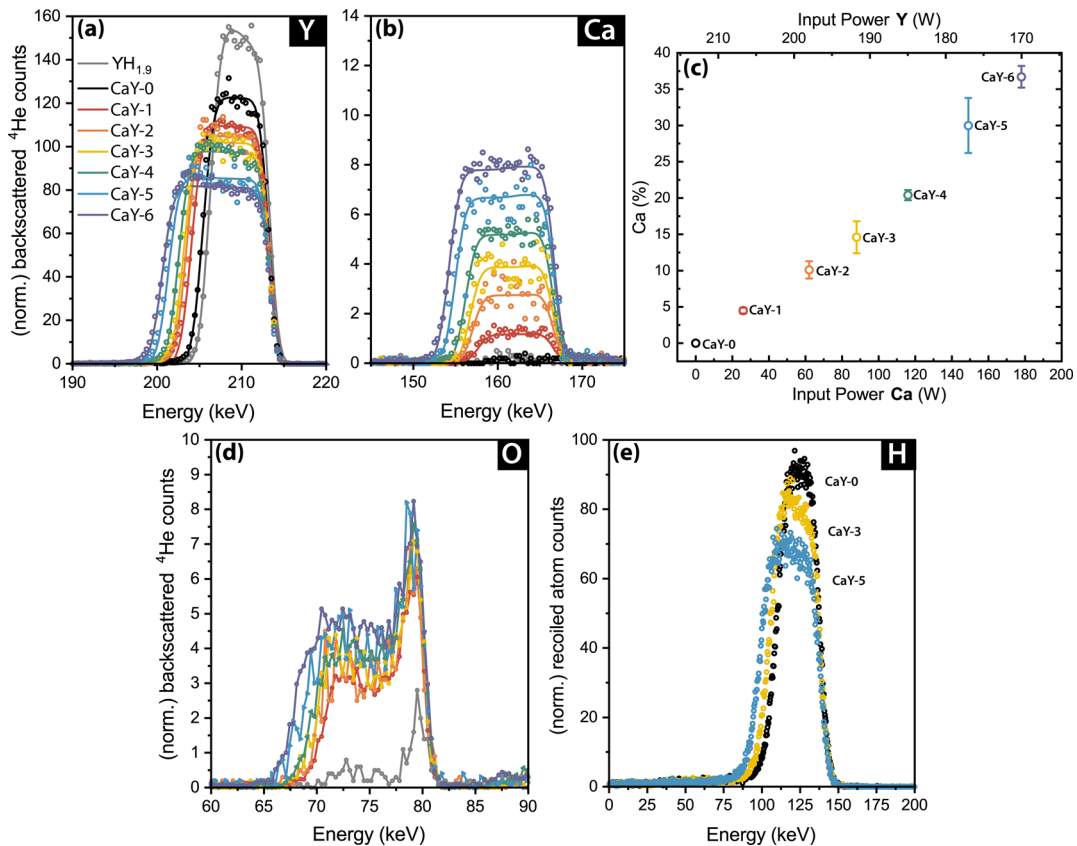 (a)
Y
160
140
120
100
80
60
40
20
0
190 200 210 220
Energy (keV)
(norm.) backscattered ⁴He counts
YH1.9
CaY-0
CaY-1
CaY-2
CaY-3
CaY-4
CaY-5
CaY-6
(b)
Ca
14
12
10
8
6
4
2
0
150 160 170
Energy (keV)
Input Power Y (W)
210 200 190 180 170
(c)
40
35
30
25
20
15
10
5
0
Ca (%)
CaY-6
CaY-5
CaY-4
CaY-3
CaY-2
CaY-1
CaY-0
0 20 40 60 80 100 120 140 160 180 200
Input Power Ca (W)
(d)
O
10
9
8
7
6
5
4
3
2
1
0
60 65 70 75 80 85 90
Energy (keV)
(norm.) backscattered ⁴He counts
(e)
H
100
80
60
40
20
0
CaY-0
CaY-3
CaY-5
0 25 50 75 100 125 150 175 200
Energy (keV)
(norm.) recoiled atom counts